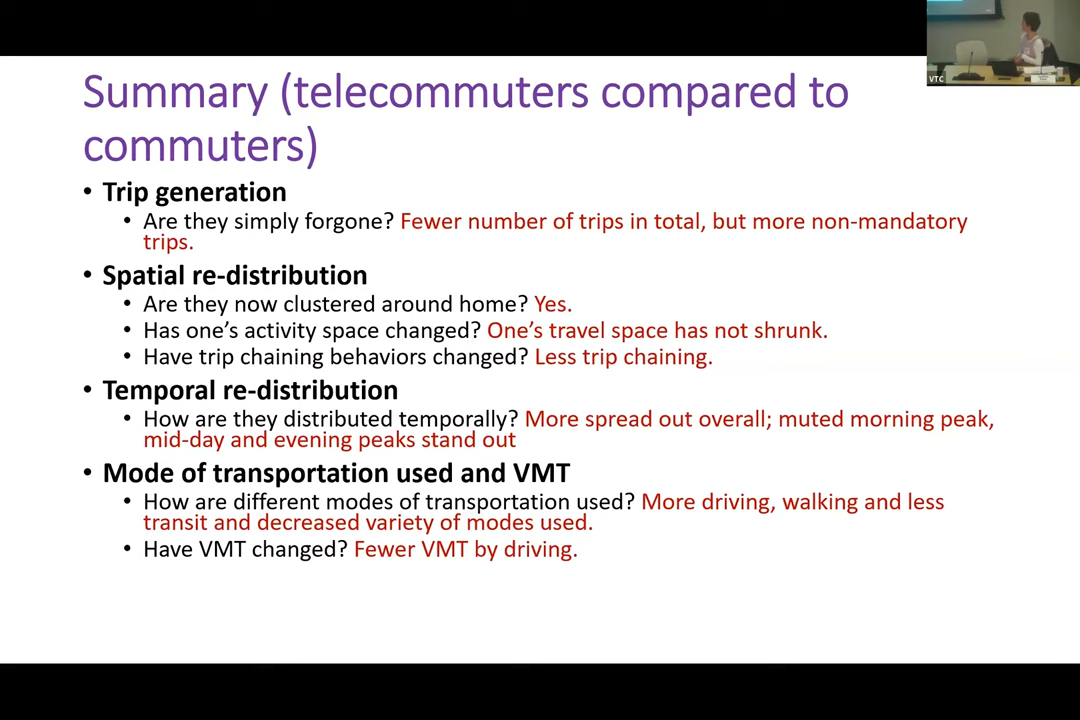 Summary (telecommuters compared to
commuters)
• Trip generation
• Are they simply forgone? Fewer number of trips in total, but more non-mandatory
trips.
• Spatial re-distribution
• Are they now clustered around home? Yes.
• Has one's activity space changed? One's travel space has not shrunk.
• Have trip chaining behaviors changed? Less trip chaining.
• Temporal re-distribution
• How are they distributed temporally? More spread out overall; muted morning peak,
mid-day and evening peaks stand out
• Mode of transportation used and VMT
• How are different modes of transportation used? More driving, walking and less
transit and decreased variety of modes used.
• Have VMT changed? Fewer VMT by driving.
VTC